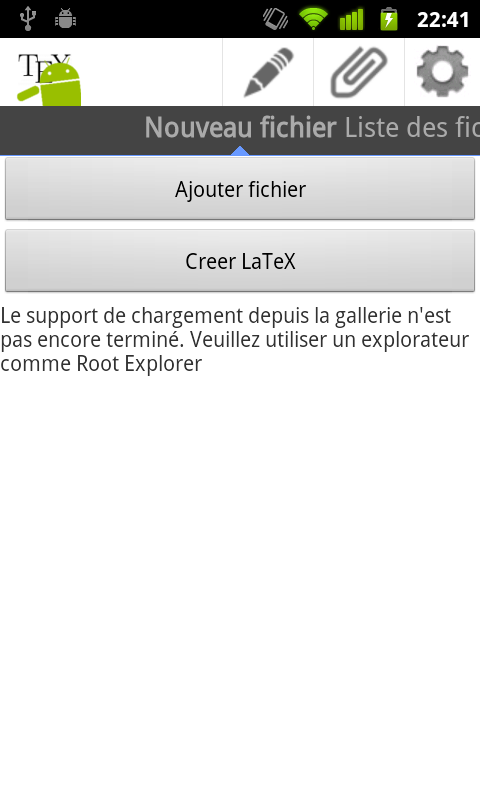 22:41
TEX
Nouveau fichier Liste des fic
Ajouter fichier
Creer LaTeX
Le support de chargement depuis la gallerie n'est
pas encore terminé. Veuillez utiliser un explorateur
comme Root Explorer